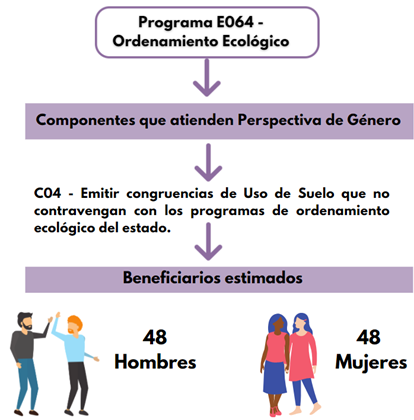 Programa E064 -
Ordenamiento Ecológico
Componentes que atienden Perspectiva de Género
C04 - Emitir congruencias de Uso de Suelo que no
contravengan con los programas de ordenamiento
ecológico del estado.
Beneficiarios estimados
48
Hombres
48
Mujeres